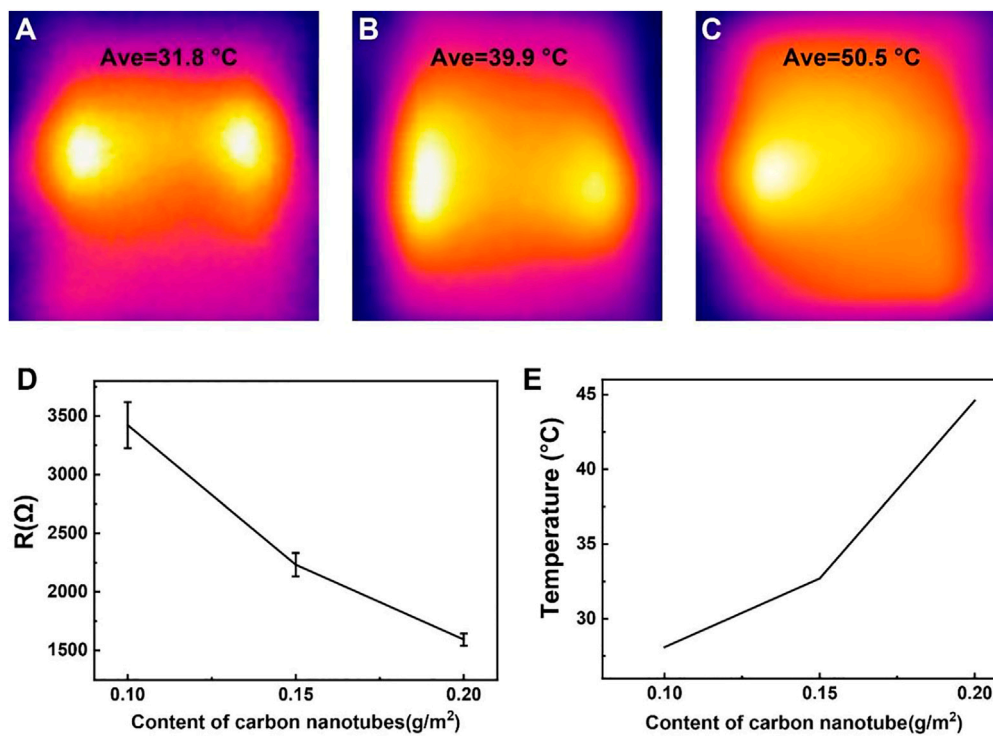 A
Ave=31.8 °C
B
Ave=39.9 °C
C
Ave=50.5 °C
D
R(Ω)
3500
3000
2500
2000
1500
0.10
0.15
0.20
Content of carbon nanotubes(g/m²)
E
Temperature (°C)
45
40
35
30
0.10
0.15
0.20
Content of carbon nanotube(g/m²)